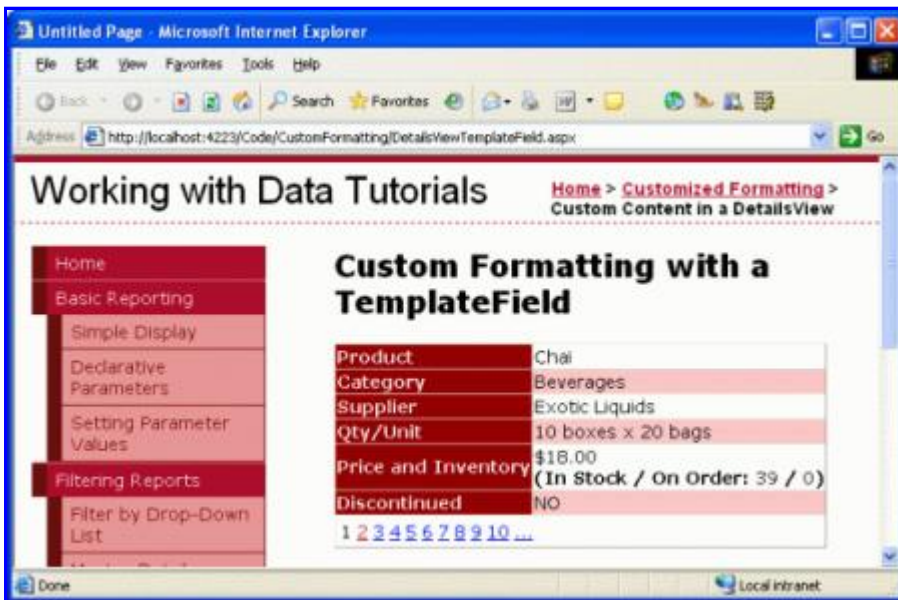 Untitled Page - Microsoft Internet Explorer
File Edit View Favorites Tools Help
Back Search Favorites
Address http://localhost:4223/Code/CustomFormatting/DetailsViewTemplateField.aspx Go
Working with Data Tutorials
Home > Customized Formatting >
Custom Content in a DetailsView
Home
Basic Reporting
Simple Display
Declarative
Parameters
Setting Parameter
Values
Filtering Reports
Filter by Drop-Down
List
Custom Formatting with a
TemplateField
Product Chai
Category Beverages
Supplier Exotic Liquids
Qty/Unit 10 boxes x 20 bags
Price and Inventory $18.00
(In Stock / On Order: 39 / 0)
Discontinued NO
1 2 3 4 5 6 7 8 9 10 ...
Done Local intranet